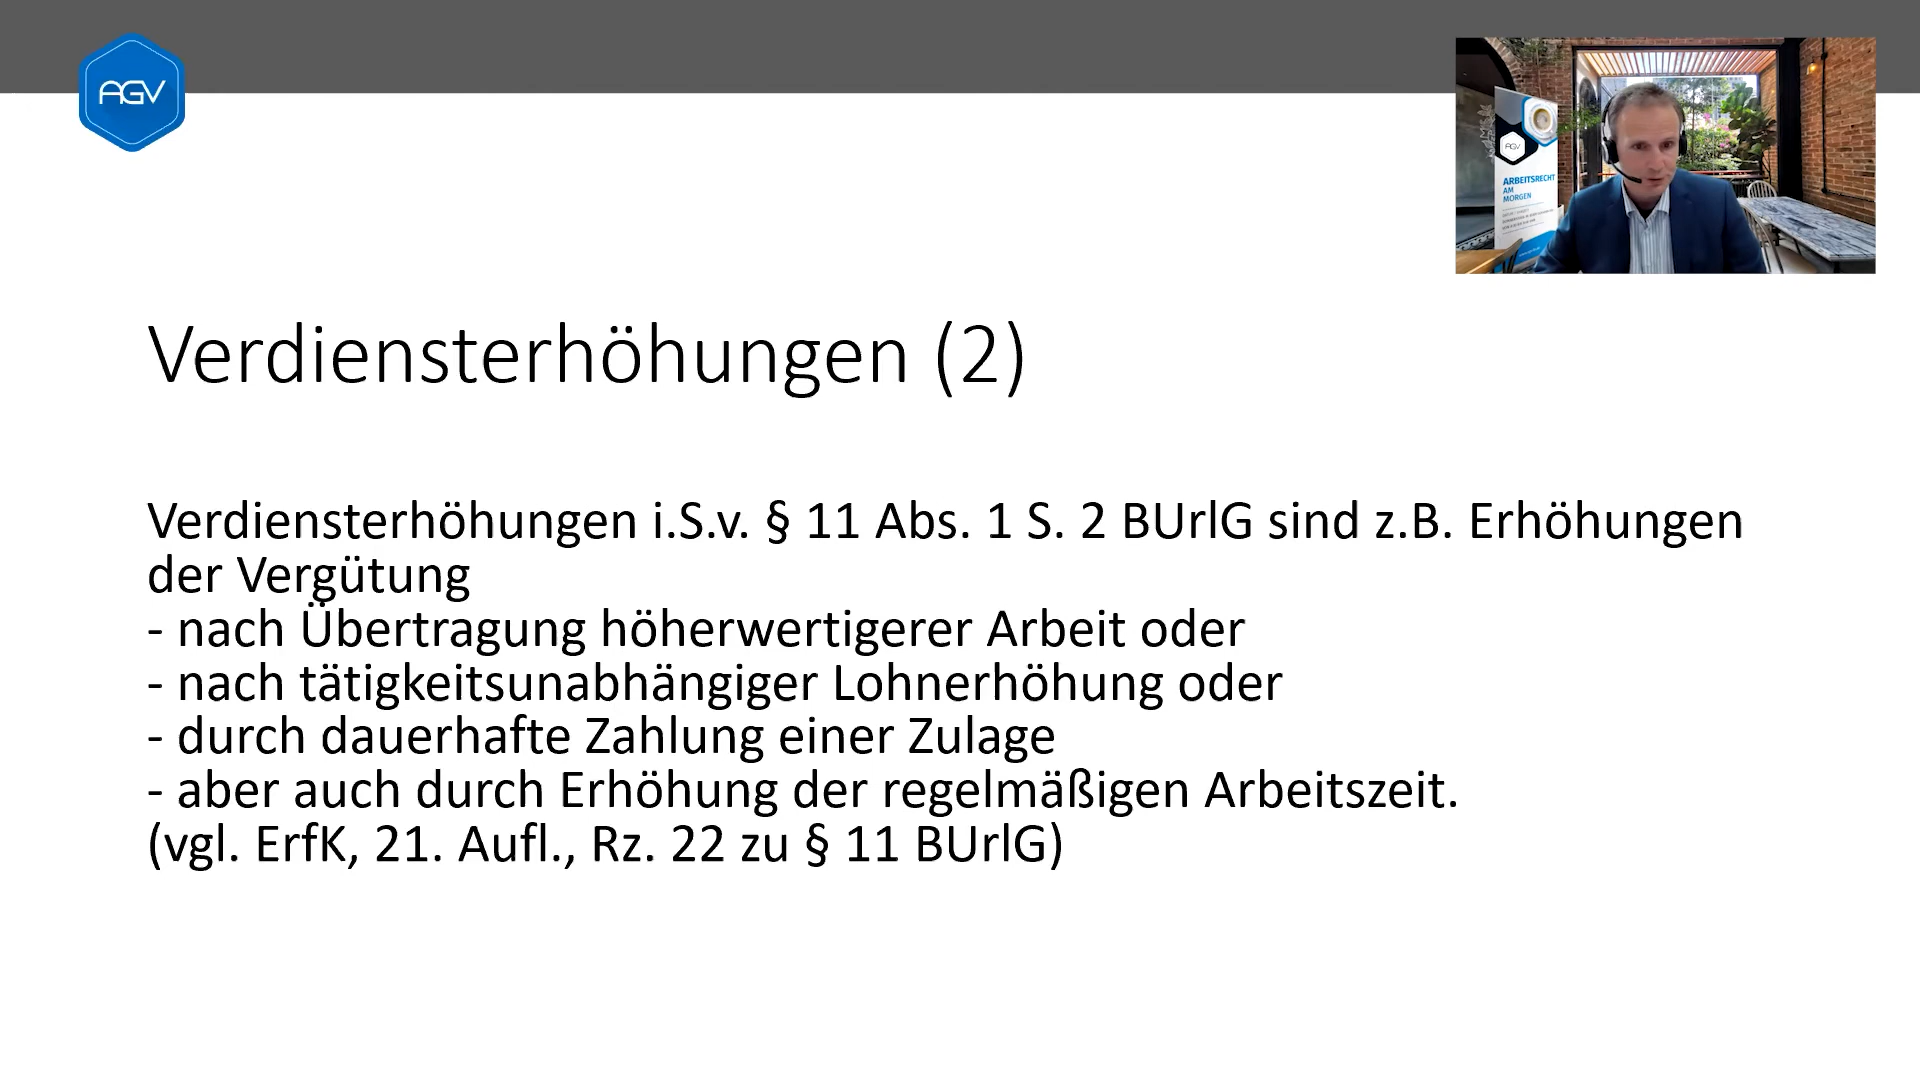 AGV
AGV
ARBEITSRECHT
AM
MORGEN
Verdiensterhöhungen (2)
Verdiensterhöhungen i.S.v. § 11 Abs. 1 S. 2 BUrlG sind z.B. Erhöhungen
der Vergütung
- nach Übertragung höherwertigerer Arbeit oder
- nach tätigkeitsunabhängiger Lohnerhöhung oder
- durch dauerhafte Zahlung einer Zulage
- aber auch durch Erhöhung der regelmäßigen Arbeitszeit.
(vgl. ErfK, 21. Aufl., Rz. 22 zu § 11 BUrlG)